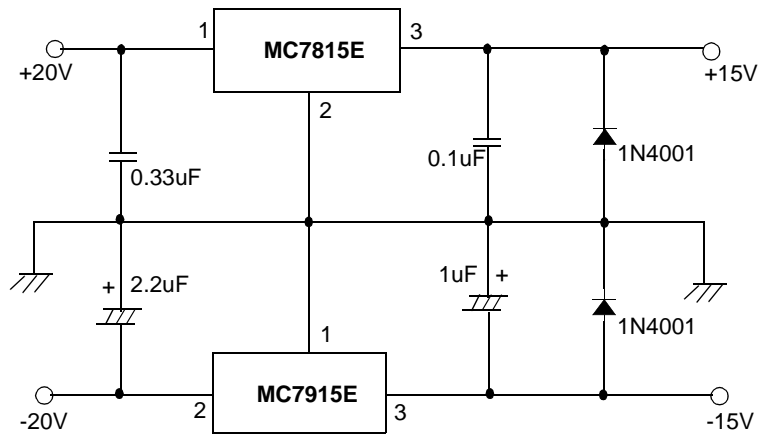 1
MC7815E
3
+20V
+15V
2
0.33uF
0.1uF
1N4001
+
2.2uF
1uF
+
1N4001
1
MC7915E
2
3
-20V
-15V